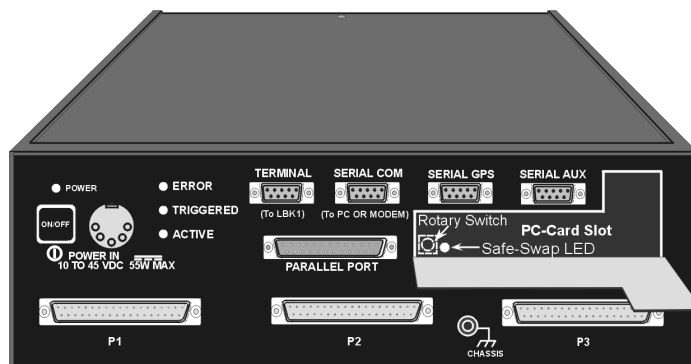 TERMINAL
SERIAL COM
SERIAL GPS
SERIAL AUX
POWER
ERROR
(To LBK1)
(To PC OR MODEM)
TRIGGERED
Rotary Switch
PC-Card Slot
ON/OFF
ACTIVE
Safe-Swap LED
POWER IN
10 TO 45 VDC 55W MAX
PARALLEL PORT
P1
P2
P3
CHASSIS